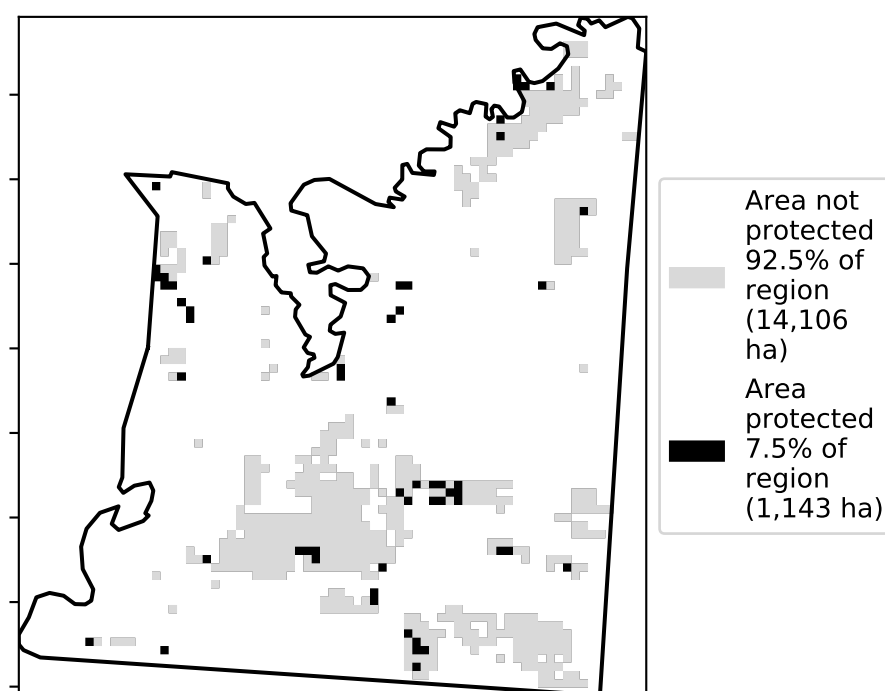 Area not
protected
92.5% of
region
(14,106
ha)
Area
protected
7.5% of
region
(1,143 ha)